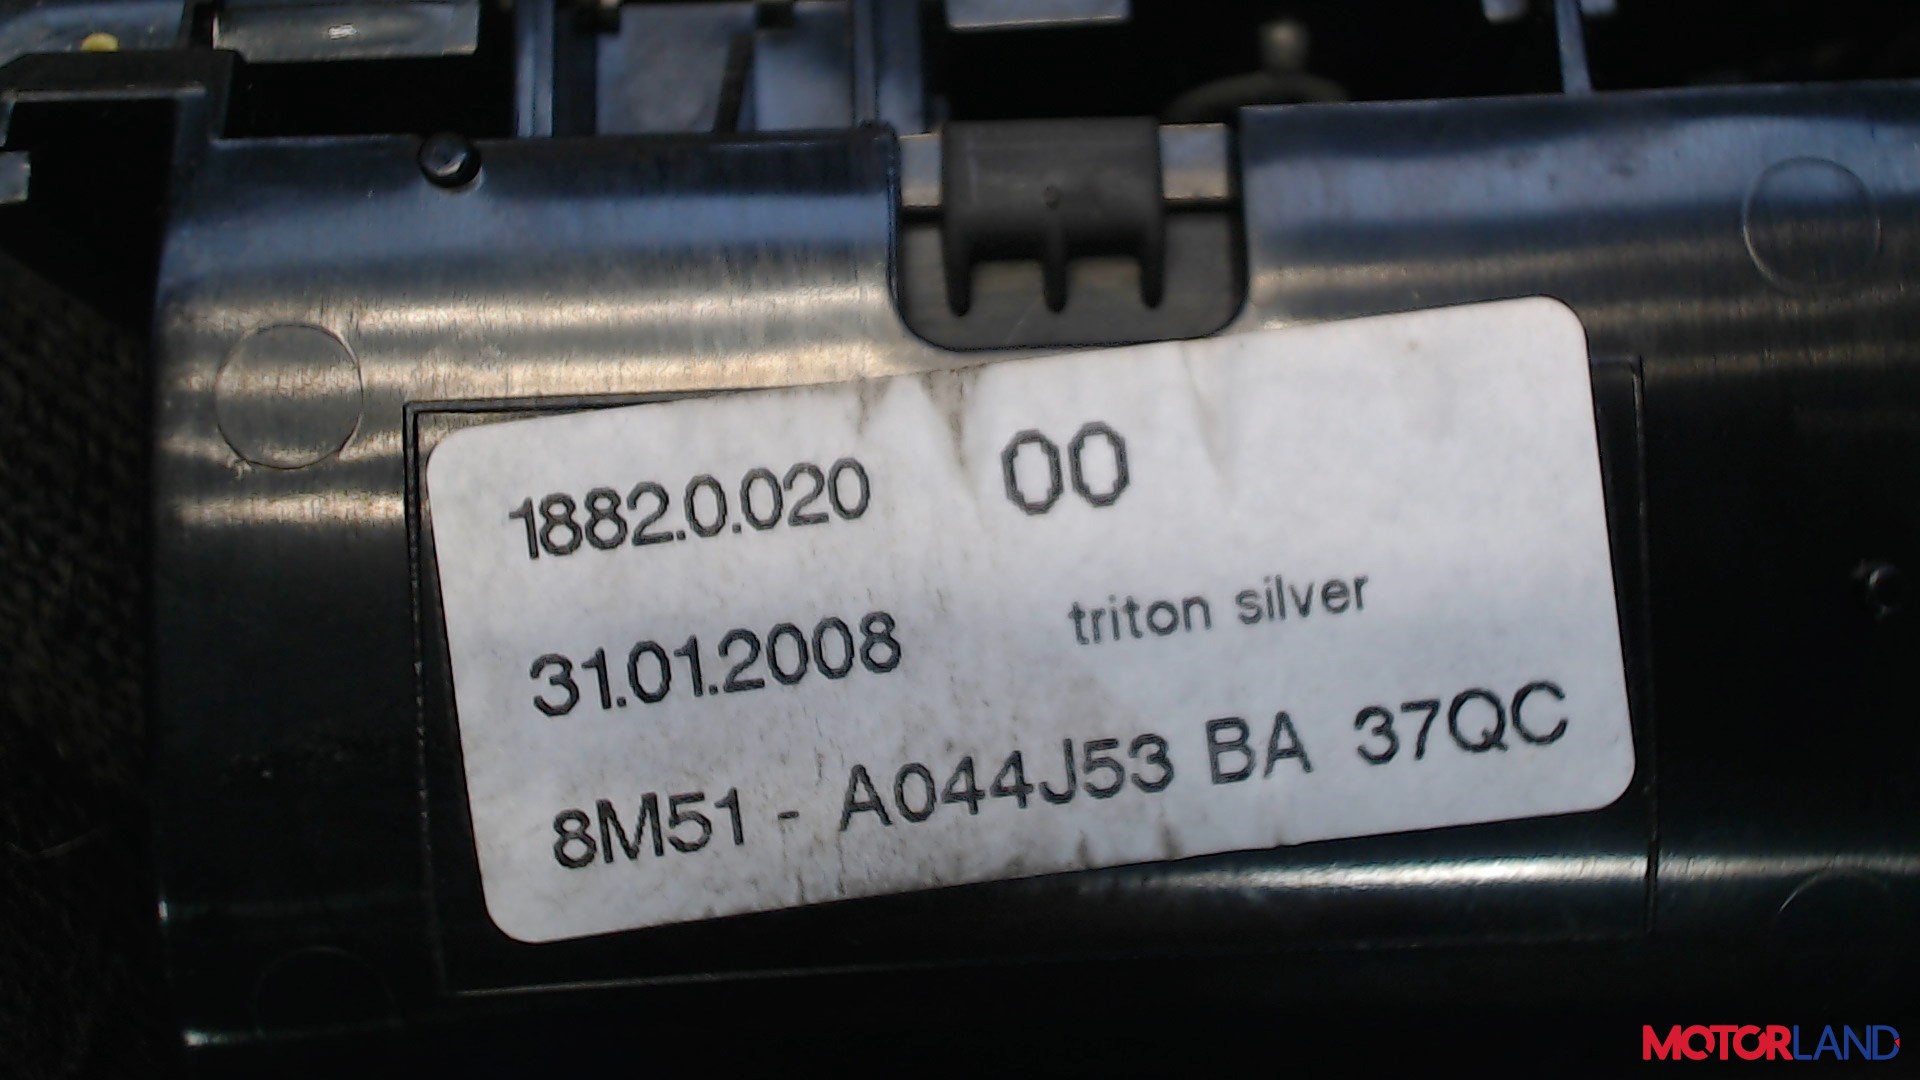 1882.0.020 00
31.01.2008 triton silver
8M51 - A044J53 BA 37QC
MOTORLAND